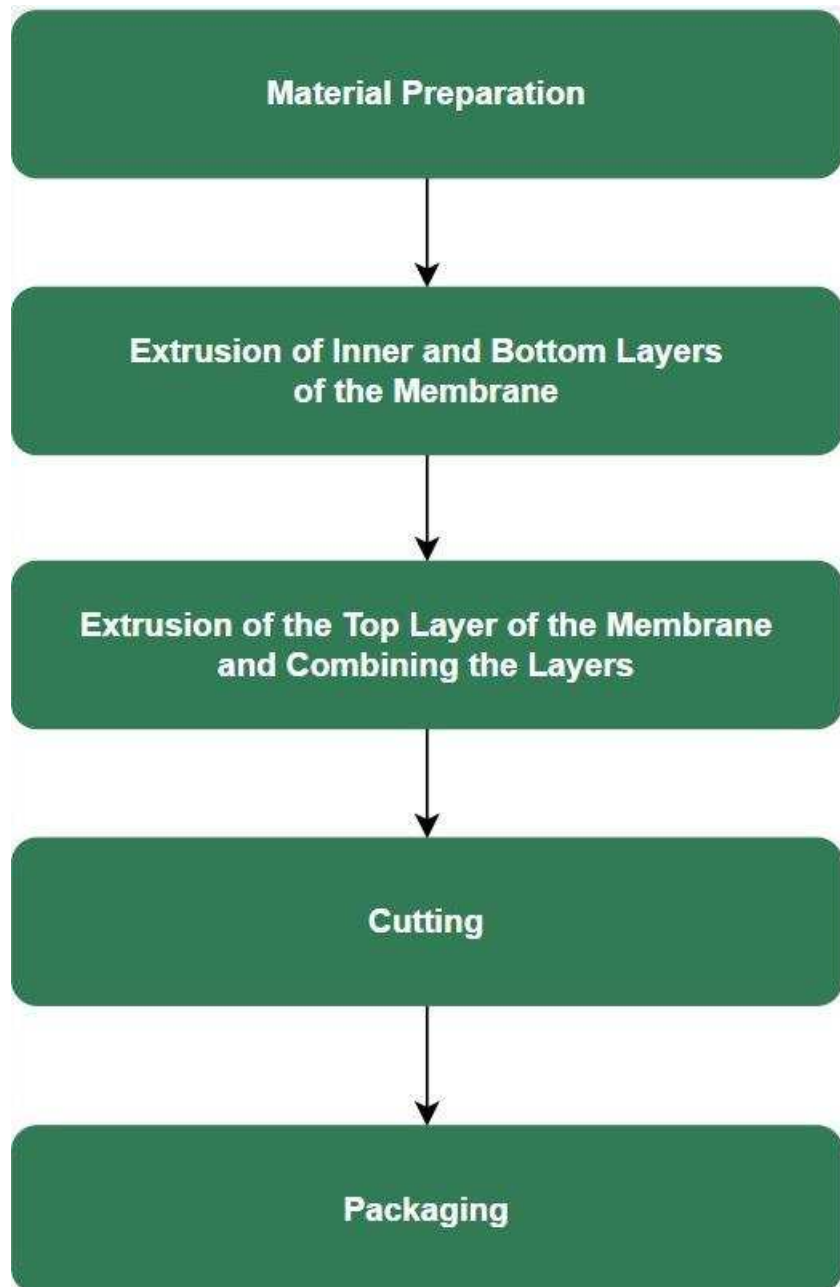 Material Preparation
Extrusion of Inner and Bottom Layers
of the Membrane
Extrusion of the Top Layer of the Membrane
and Combining the Layers
Cutting
Packaging